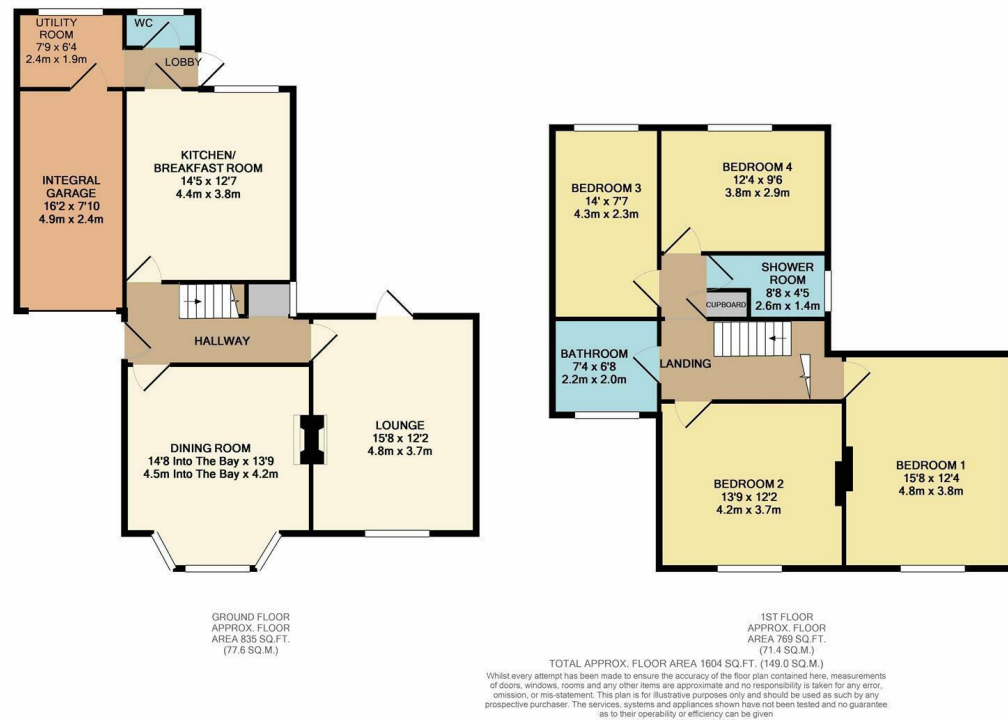 UTILITY
ROOM
7'9 x 6'4
2.4m x 1.9m
WC
LOBBY
KITCHEN/
BREAKFAST ROOM
14'5 x 12'7
4.4m x 3.8m
INTEGRAL
GARAGE
16'2 x 7'10
4.9m x 2.4m
HALLWAY
DINING ROOM
14'8 Into The Bay x 13'9
4.5m Into The Bay x 4.2m
LOUNGE
15'8 x 12'2
4.8m x 3.7m
GROUND FLOOR
APPROX. FLOOR
AREA 835 SQ.FT.
(77.6 SQ.M.)
BEDROOM 3
14' x 7'7
4.3m x 2.3m
BEDROOM 4
12'4 x 9'6
3.8m x 2.9m
SHOWER
ROOM
8'8 x 4'5
2.6m x 1.4m
CUPBOARD
BATHROOM
7'4 x 6'8
2.2m x 2.0m
LANDING
BEDROOM 2
13'9 x 12'2
4.2m x 3.7m
BEDROOM 1
15'8 x 12'4
4.8m x 3.8m
1ST FLOOR
APPROX. FLOOR
AREA 769 SQ.FT.
(71.4 SQ.M.)
TOTAL APPROX. FLOOR AREA 1604 SQ.FT. (149.0 SQ.M.)
Whilst every attempt has been made to ensure the accuracy of the floor plan contained here, measurements
of doors, windows, rooms and any other items are approximate and no responsibility is taken for any error,
omission, or mis-statement. This plan is for illustrative purposes only and should be used as such by any
prospective purchaser. The services, systems and appliances shown have not been tested and no guarantee
as to their operability or efficiency can be given